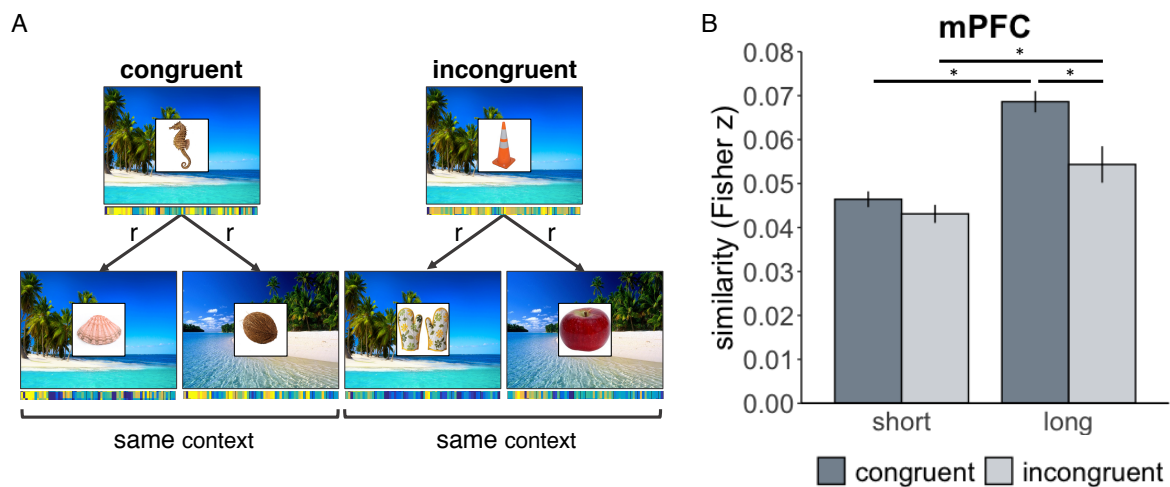 A
congruent
incongruent
r r
r r
same context
same context
B
mPFC
similarity (Fisher z)
0.08
0.07
0.06
0.05
0.04
0.03
0.02
0.01
0.00
*
*
*
short
long
congruent
incongruent